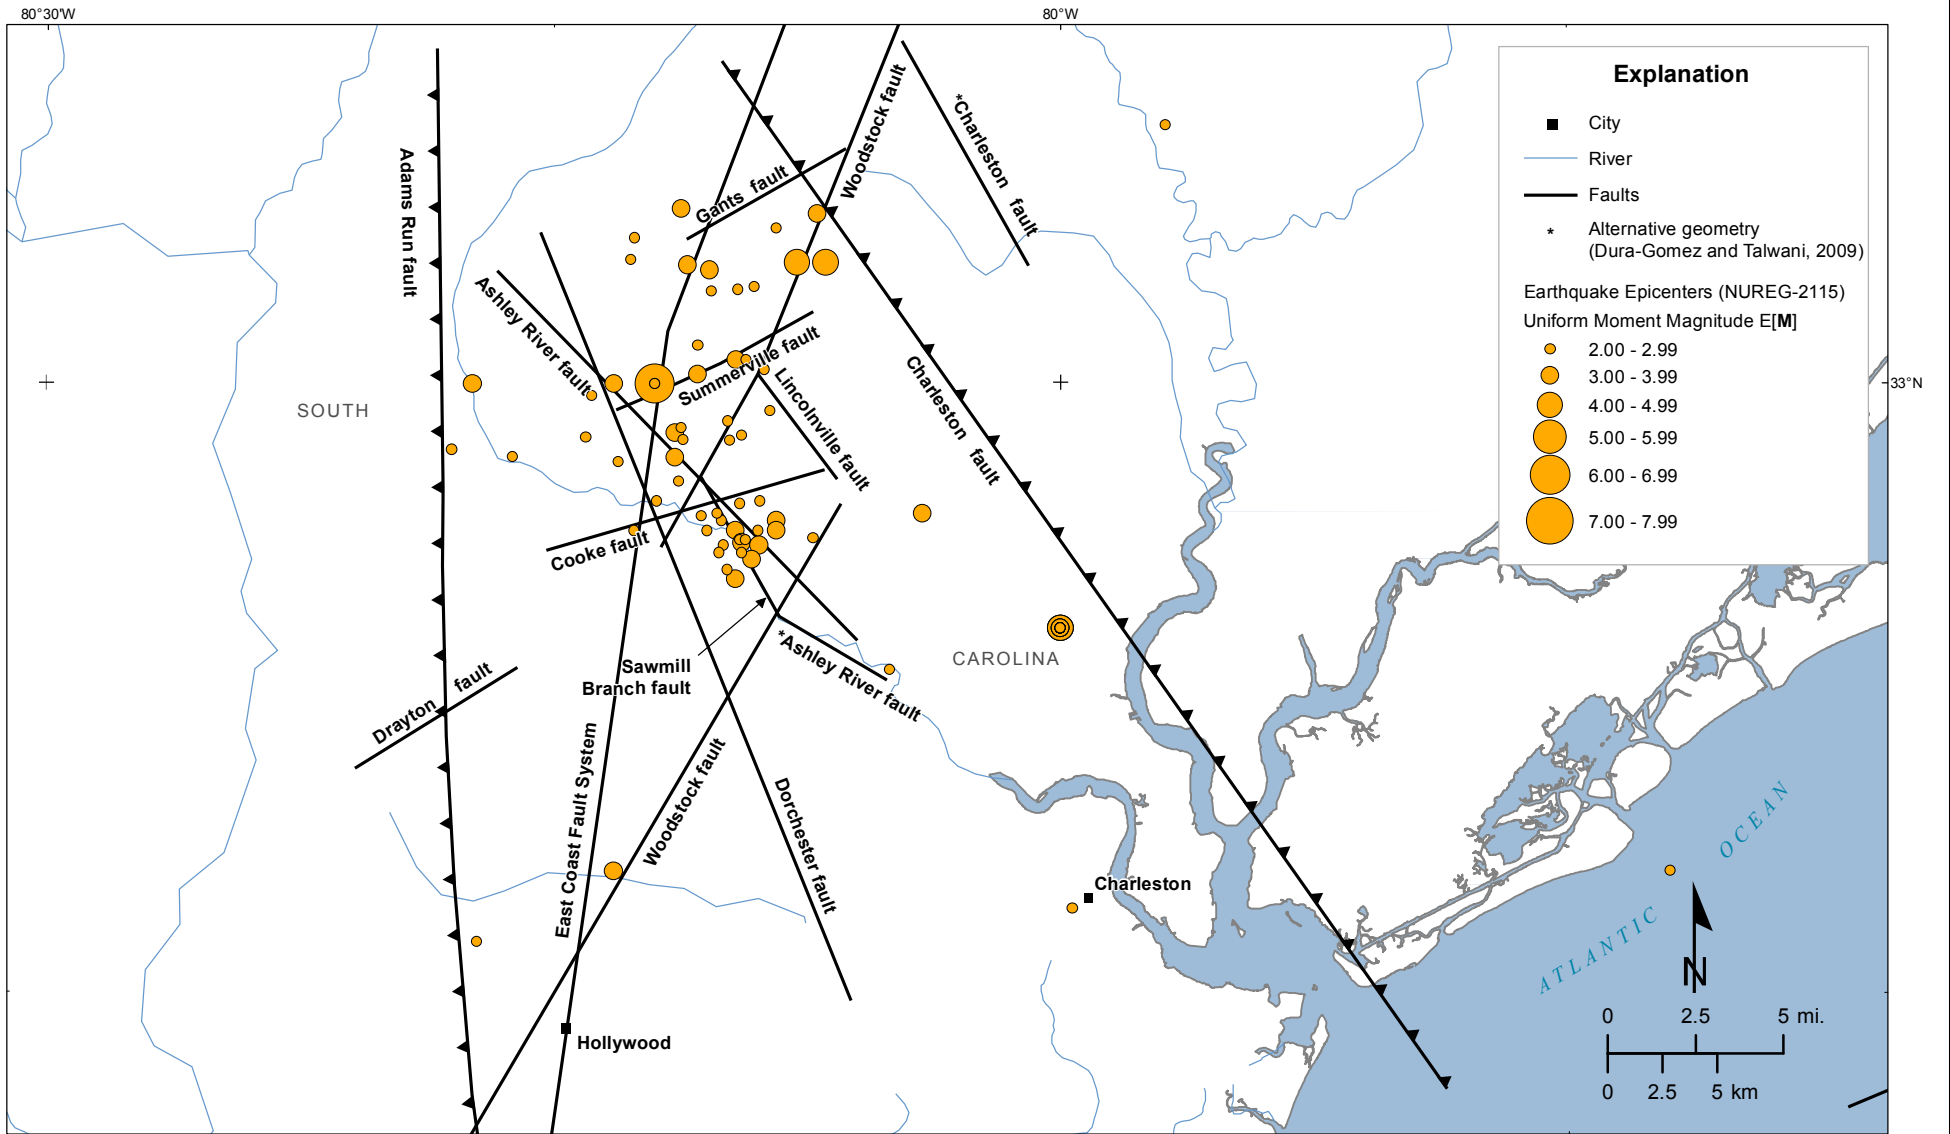 80°30'W
80°W
Explanation
City
River
Faults
* Alternative geometry
(Dura-Gomez and Talwani, 2009)
Earthquake Epicenters (NUREG-2115)
Uniform Moment Magnitude E[M]
2.00 - 2.99
3.00 - 3.99
4.00 - 4.99
5.00 - 5.99
6.00 - 6.99
7.00 - 7.99
33°N
Adams Run fault
Woodstock fault
*Charleston fault
Gants fault
Ashley River fault
Summerville fault
Lincolnville fault
Charleston fault
SOUTH
Cooke fault
CAROLINA
Sawmill
Branch fault
*Ashley River fault
Drayton fault
East Coast Fault System
Woodstock fault
Dorchester fault
Charleston
Hollywood
ATLANTIC OCEAN
N
0 2.5 5 mi.
0 2.5 5 km